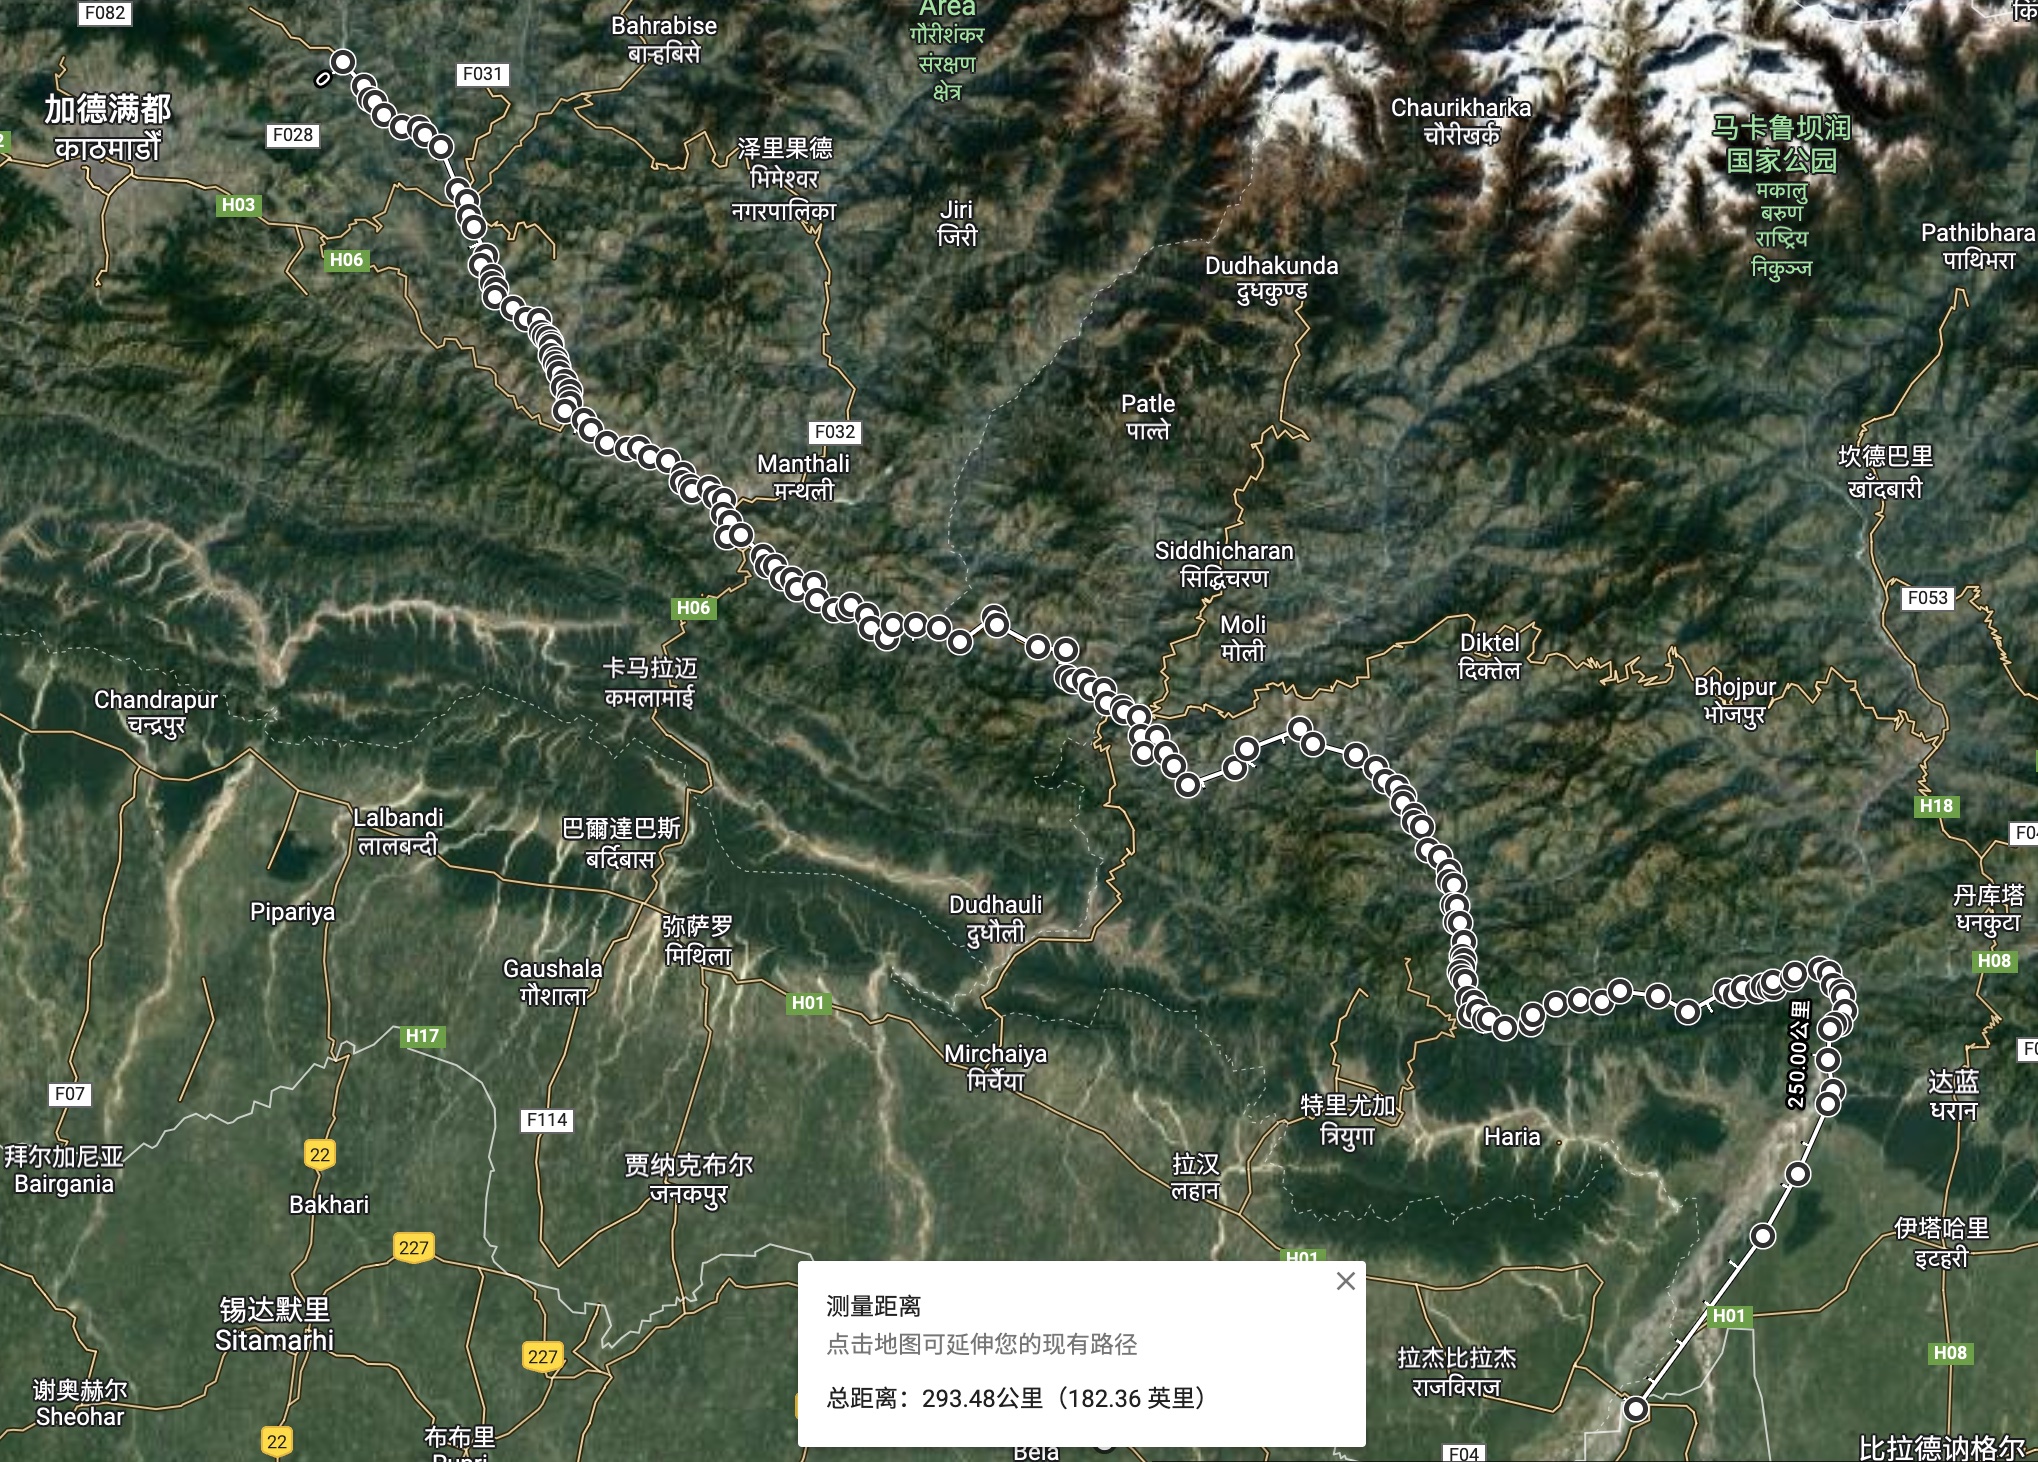 F082
Area
गौरीशंकर
संरक्षण
क्षेत्र
Bahrabise
बाऱ्हबिसे
0
F031
加德满都
काठमाडौं
F028
H03
H06
泽里果德
भिमेश्वर
नगरपालिका
Jiri
जिरी
Chaurikharka
चौंरीखर्क
马卡鲁坝润
国家公园
मकालु
बरुण
राष्ट्रिय
निकुञ्ज
Pathibhara
पाथिभरा
Dudhakunda
दुधकुण्ड
Patle
पाल्ते
F032
Manthali
मन्थली
坎德巴里
खाँदबारी
Siddhicharan
सिद्धिचरण
F053
H06
Moli
मोली
Diktel
दिक्तेल
卡马拉迈
कमलामाई
Chandrapur
चन्द्रपुर
Bhojpur
भोजपुर
H18
Lalbandi
लालबन्दी
巴爾達巴斯
बर्दिबास
Pipariya
Dudhauli
दुधौली
丹库塔
धनकुटा
弥萨罗
मिथिला
H08
Gaushala
गौशाला
H01
H17
250.00公里
Mirchaiya
मिर्चैया
F07
达蓝
धरान
F114
特里尤加
त्रियुगा
Haria
22
拜尔加尼亚
Bairgania
贾纳克布尔
जनकपुर
拉汉
लहान
Bakhari
227
伊塔哈里
इटहरी
H01
锡达默里
Sitamarhi
测量距离
点击地图可延伸您的现有路径
总距离：293.48公里（182.36 英里）
H01
227
拉杰比拉杰
राजविराज
H08
谢奥赫尔
Sheohar
22
布布里
Bela
F04
比拉德讷格尔